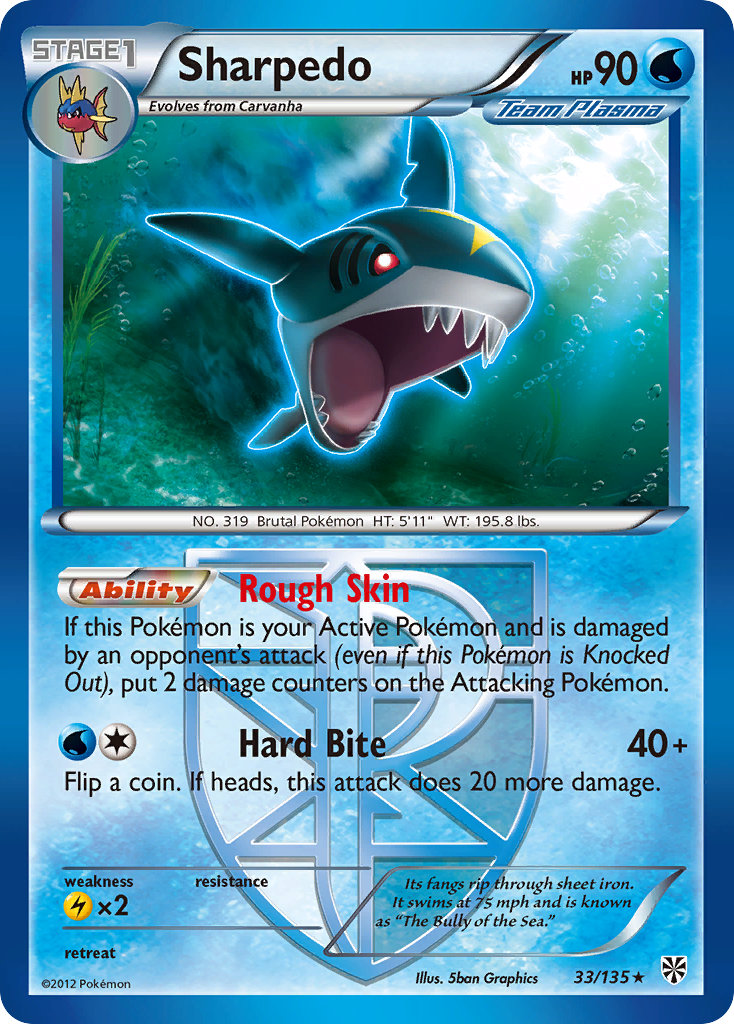 STAGE1
Sharpedo
HP 90
Evolves from Carvanha
Team Plasma
NO. 319 Brutal Pokémon HT: 5'11" WT: 195.8 lbs.
Ability Rough Skin
If this Pokémon is your Active Pokémon and is damaged
by an opponent's attack (even if this Pokémon is Knocked
Out), put 2 damage counters on the Attacking Pokémon.
Hard Bite 40+
Flip a coin. If heads, this attack does 20 more damage.
weakness resistance
×2
Its fangs rip through sheet iron.
It swims at 75 mph and is known
as “The Bully of the Sea.”
retreat
©2012 Pokémon
Illus. 5ban Graphics
33/135 ★